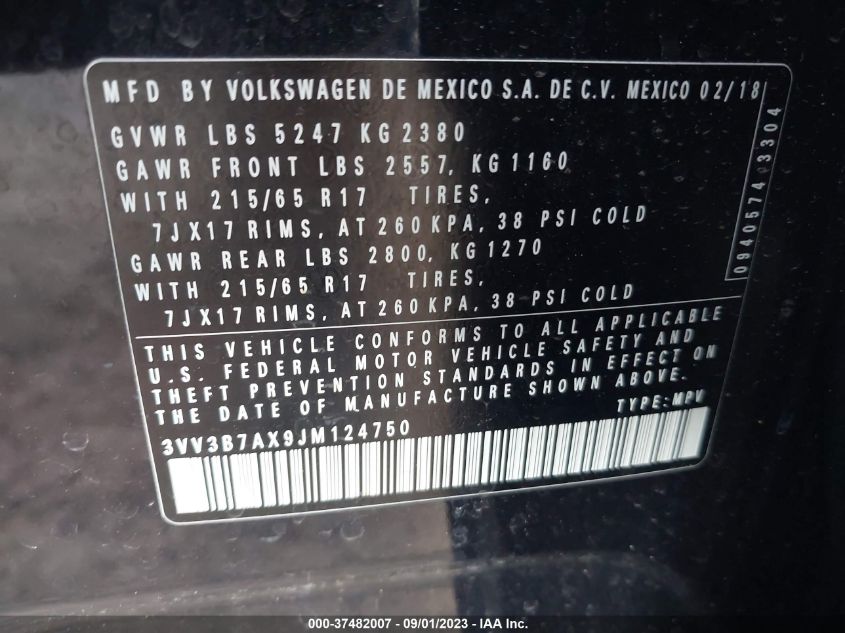 MFD BY VOLKSWAGEN DE MEXICO S.A. DE C.V. MEXICO 02/18
GVWR LBS 5247 KG 2380
GAWR FRONT LBS 2557, KG1160
WITH 215/65 R17 TIRES,
7JX17 RIMS, AT 260 KPA, 38 PSI COLD
GAWR REAR LBS 2800, KG 1270
WITH 215/65 R17 TIRES,
7JX17 RIMS, AT 260 KPA, 38 PSI COLD
0940574 3304
THIS VEHICLE CONFORMS TO ALL APPLICABLE
U.S. FEDERAL MOTOR VEHICLE SAFETY AND
THEFT PREVENTION STANDARDS IN EFFECT ON
THE DATE OF MANUFACTURE SHOWN ABOVE.
TYPE:MPV
3VV3B7AX9JM124750
000-37482007 - 09/01/2023 - IAA Inc.